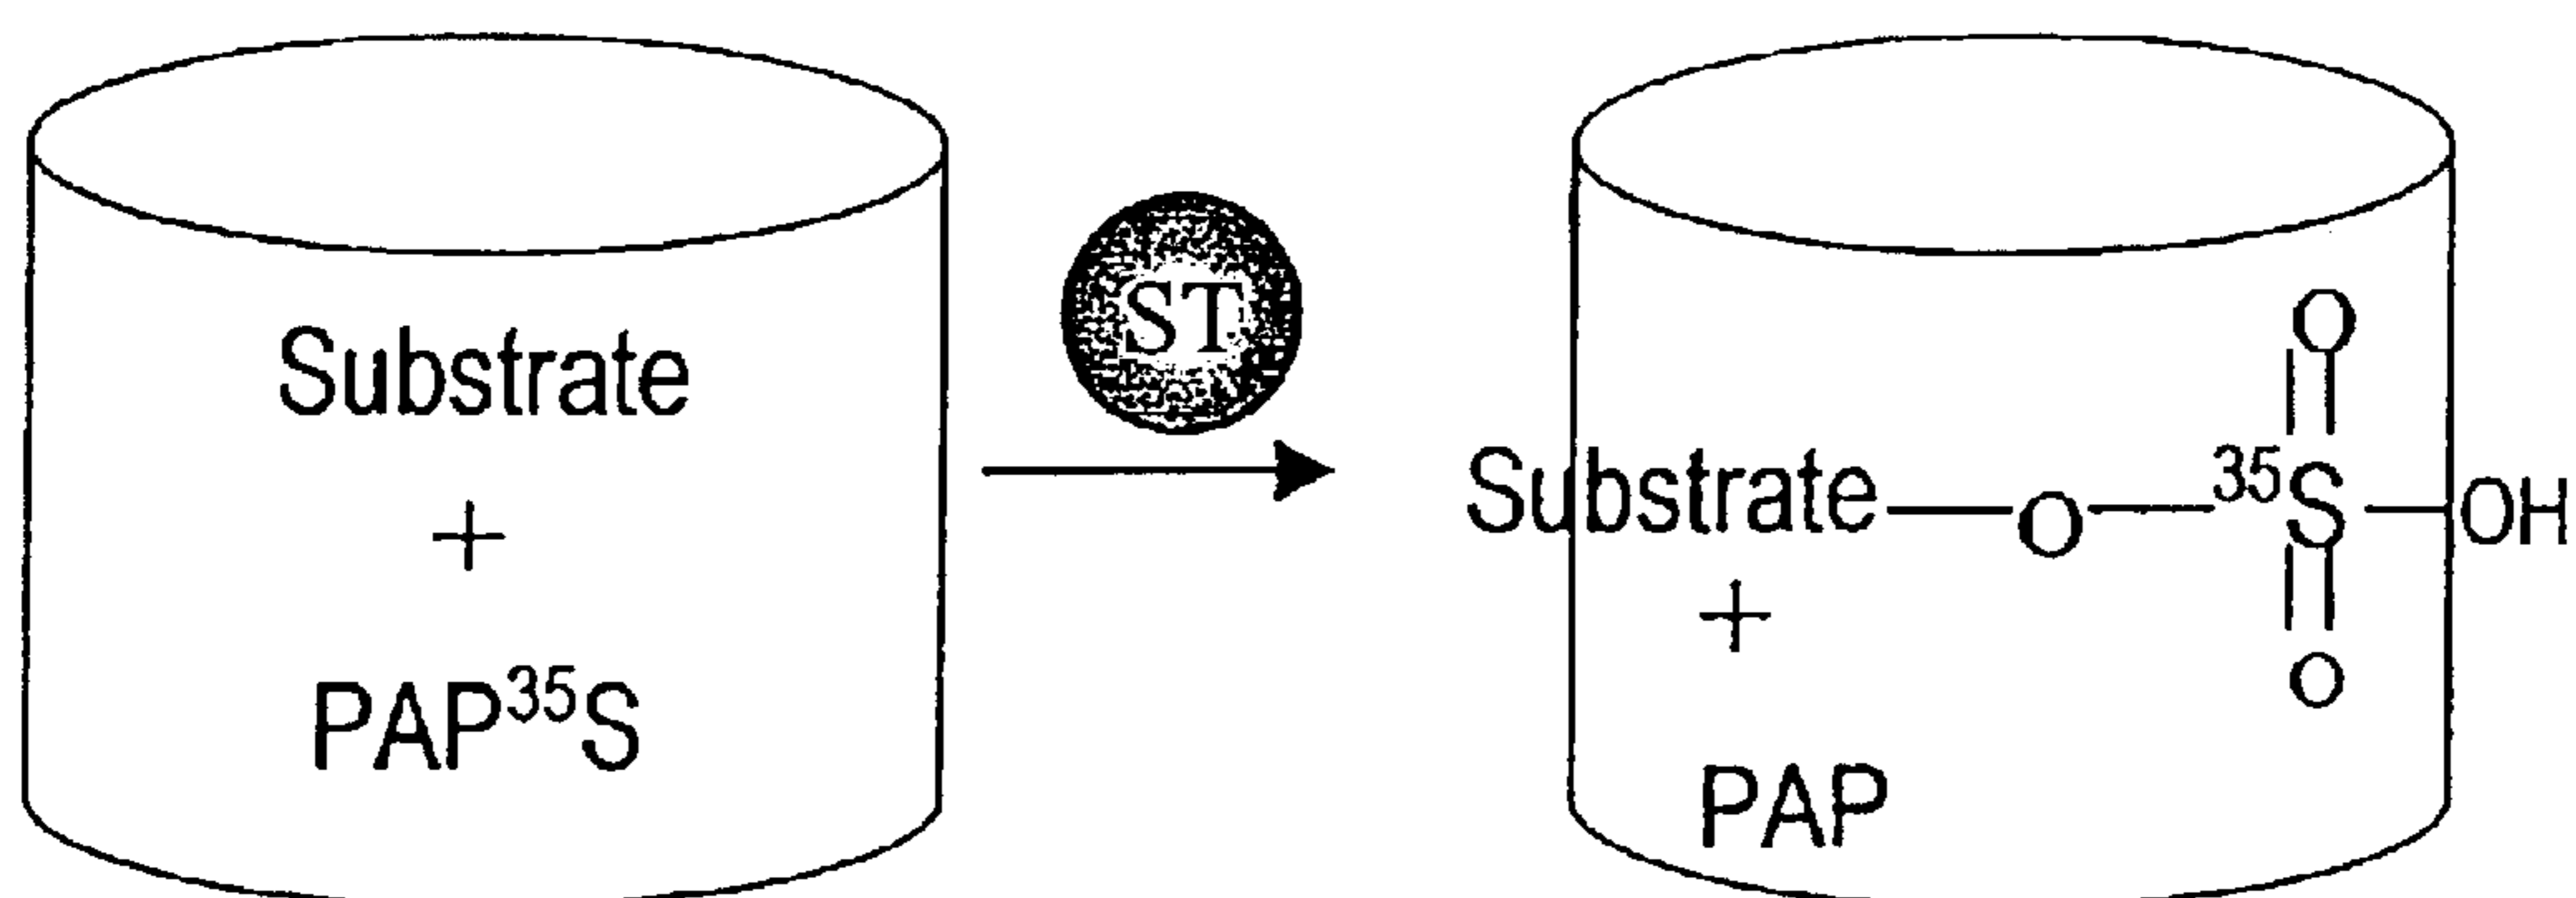 Substrate
+
PAP³⁵S
ST
O
Substrate—O—³⁵S—OH
O
+
PAP